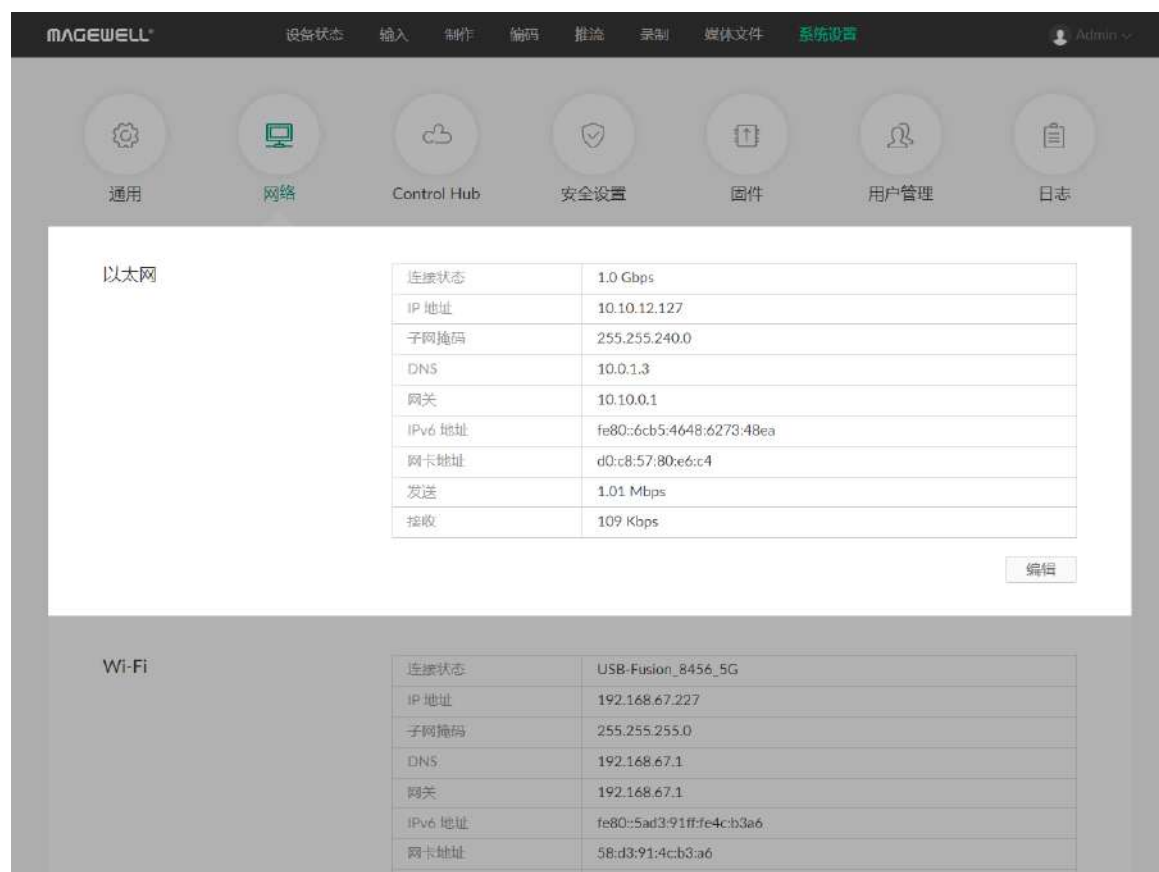 MAGEWELL 设备状态 输入 制作 编码 推流 录制 媒体文件 系统设置 Admin
通用 网络 Control Hub 安全设置 固件 用户管理 日志
以太网
连接状态 1.0 Gbps
IP 地址 10.10.12.127
子网掩码 255.255.240.0
DNS 10.0.1.3
网关 10.10.0.1
IPv6 地址 fe80::6cb5:4648:6273:48ea
网卡地址 d0:c8:57:80:e6:c4
发送 1.01 Mbps
接收 109 Kbps
编辑
Wi-Fi
连接状态 USB-Fusion_8456_5G
IP 地址 192.168.67.227
子网掩码 255.255.255.0
DNS 192.168.67.1
网关 192.168.67.1
IPv6 地址 fe80::5ad3:91ff:fe4c:b3a6
网卡地址 58:d3:91:4c:b3:a6